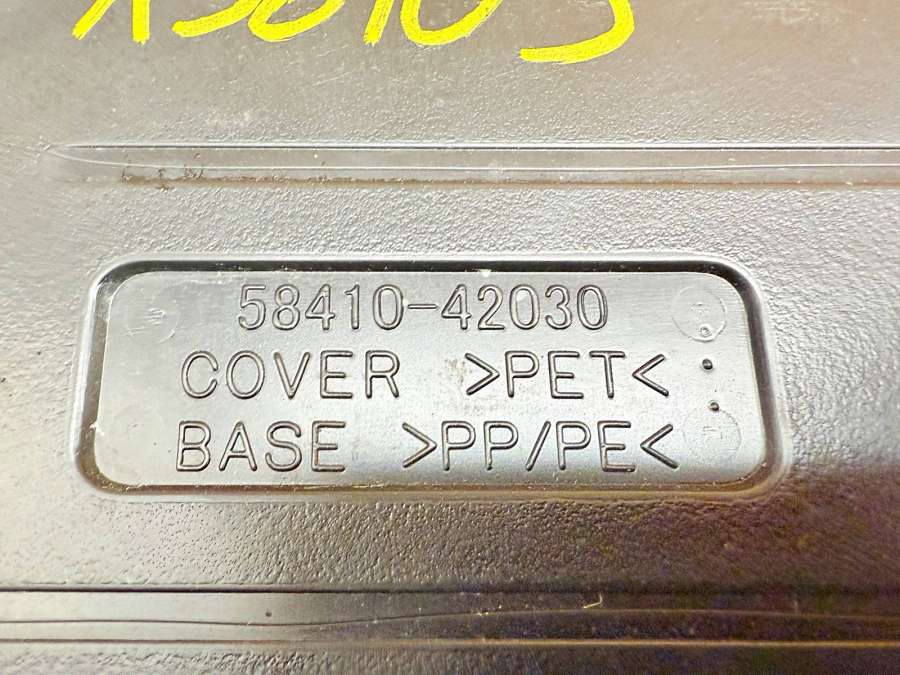 58410-42030
COVER >PET<
BASE >PP/PE<